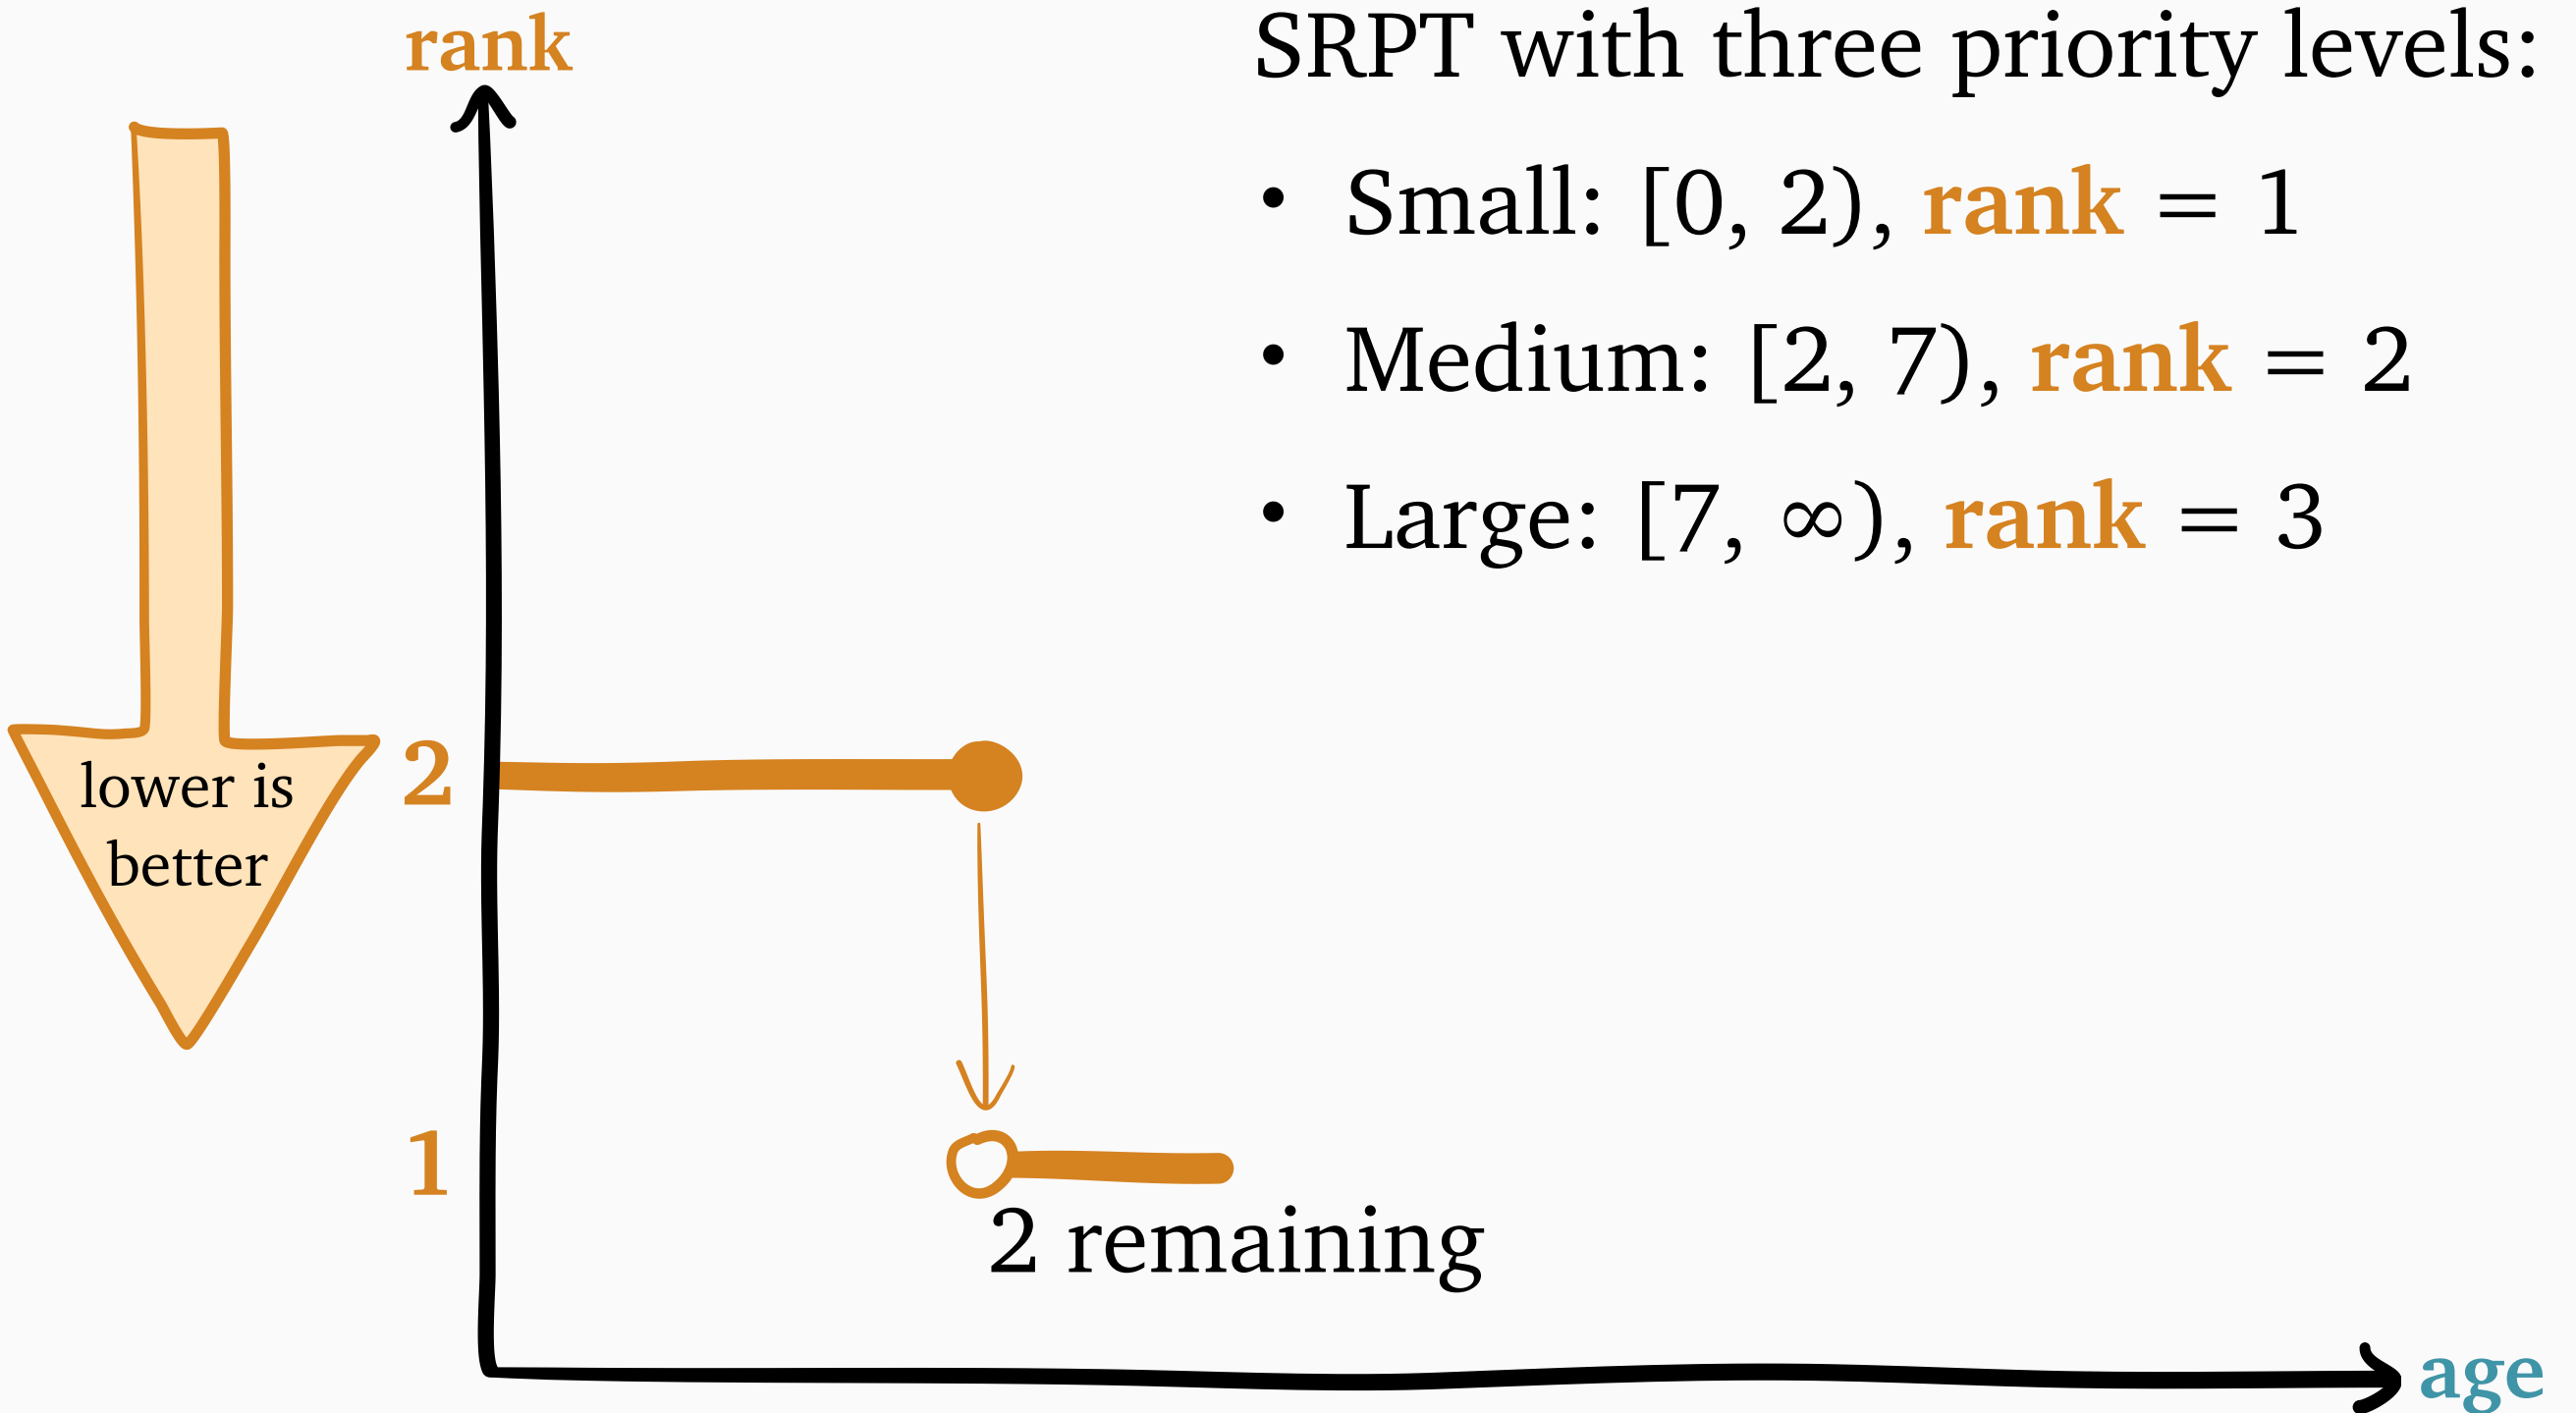 rank
SRPT with three priority levels:
• Small: [0, 2), rank = 1
• Medium: [2, 7), rank = 2
• Large: [7, ∞), rank = 3
lower is
better
2
1
2 remaining
age